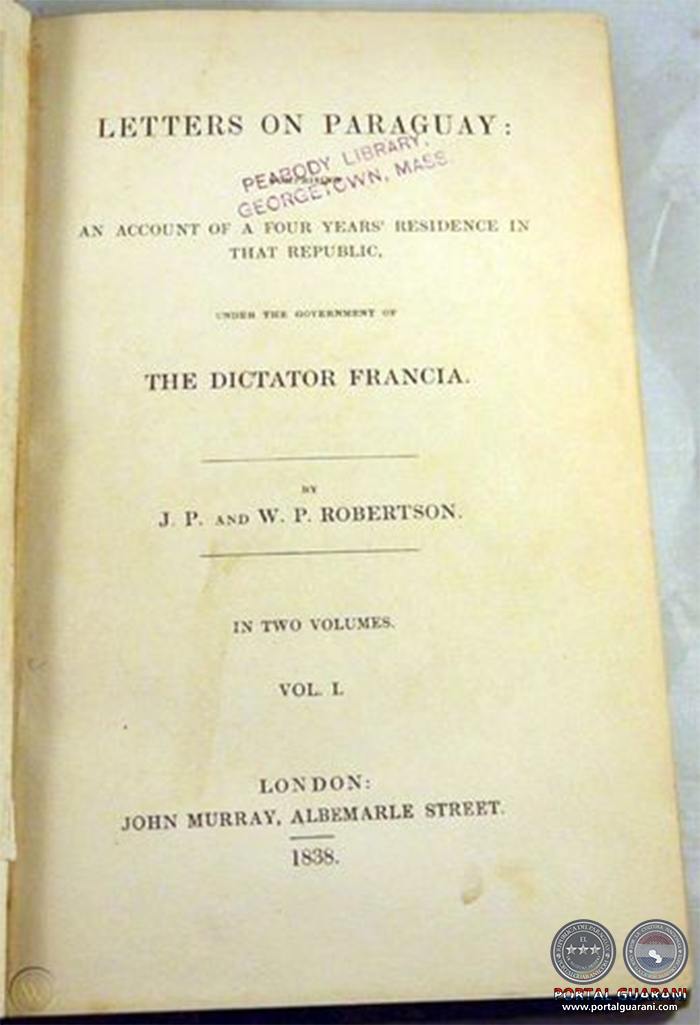 LETTERS ON PARAGUAY:
PEABODY LIBRARY,
GEORGETOWN, MASS.
AN ACCOUNT OF A FOUR YEARS' RESIDENCE IN
THAT REPUBLIC,
UNDER THE GOVERNMENT OF
THE DICTATOR FRANCIA.
BY
J. P. AND W. P. ROBERTSON.
IN TWO VOLUMES.
VOL. I.
LONDON:
JOHN MURRAY, ALBEMARLE STREET.
1838.
PORTAL GUARANI
www.portalguarani.com